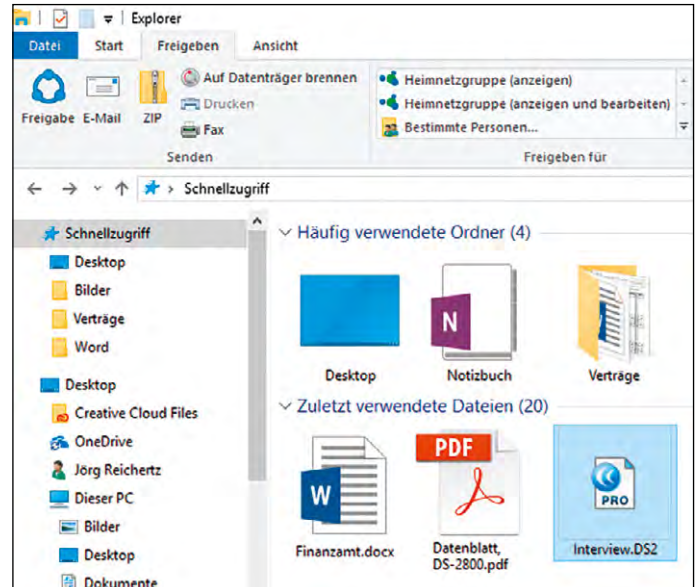 Explorer
Datei Start Freigeben Ansicht
Freigabe E-Mail ZIP
Auf Datenträger brennen
Drucken
Fax
Senden
Heimnetzgruppe (anzeigen)
Heimnetzgruppe (anzeigen und bearbeiten)
Bestimmte Personen...
Freigeben für
Schnellzugriff
Schnellzugriff
Desktop
Bilder
Verträge
Word
Desktop
Creative Cloud Files
OneDrive
Jörg Reichertz
Dieser PC
Bilder
Desktop
Dokumente
Häufig verwendete Ordner (4)
N
Desktop Notizbuch Verträge
Zuletzt verwendete Dateien (20)
W
PDF
PRO
Finanzamt.docx
Datenblatt,
DS-2800.pdf
Interview.DS2